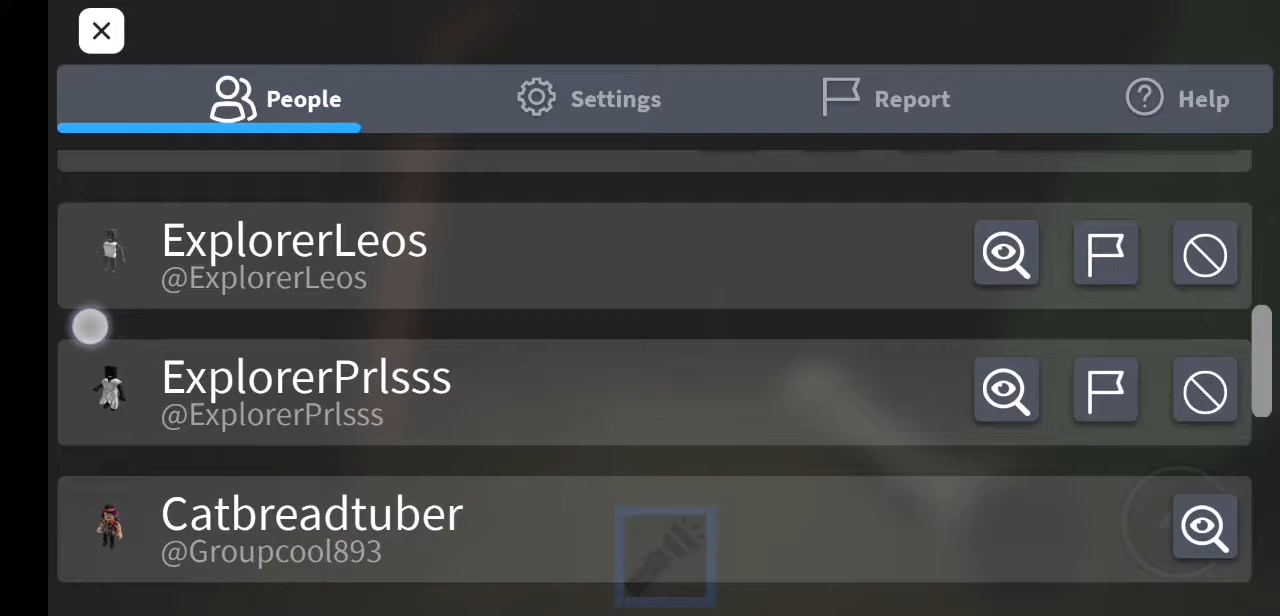 People
Settings
Report
Help
ExplorerLeos
@ExplorerLeos
ExplorerPrlsss
@ExplorerPrlsss
Catbreadtuber
@Groupcool893